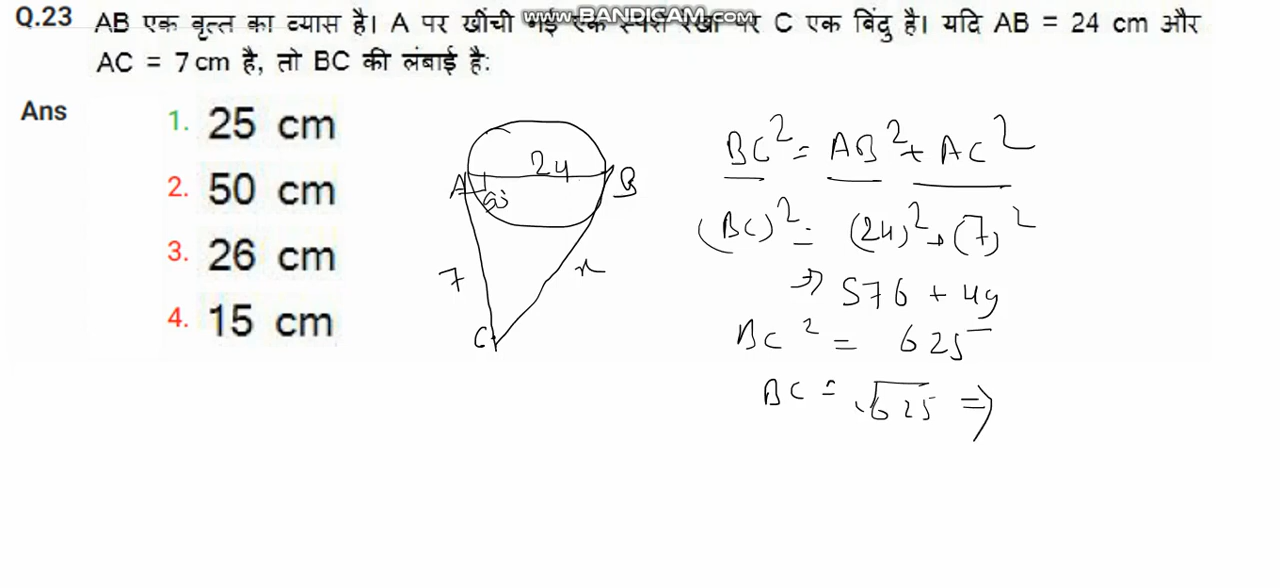 www.BANDICAM.com
Q.23 AB एक वृत्त का व्यास है। A पर खींची गई एक स्पर्श रेखा पर C एक बिंदु है। यदि AB = 24 cm और
AC = 7 cm है, तो BC की लंबाई है:
Ans
1. 25 cm
2. 50 cm
3. 26 cm
4. 15 cm
24
A
B
7
x
C
BC² = AB² + AC²
(BC)² = (24)² + (7)²
⇒ 576 + 49
BC² = 625
BC = √625 ⇒